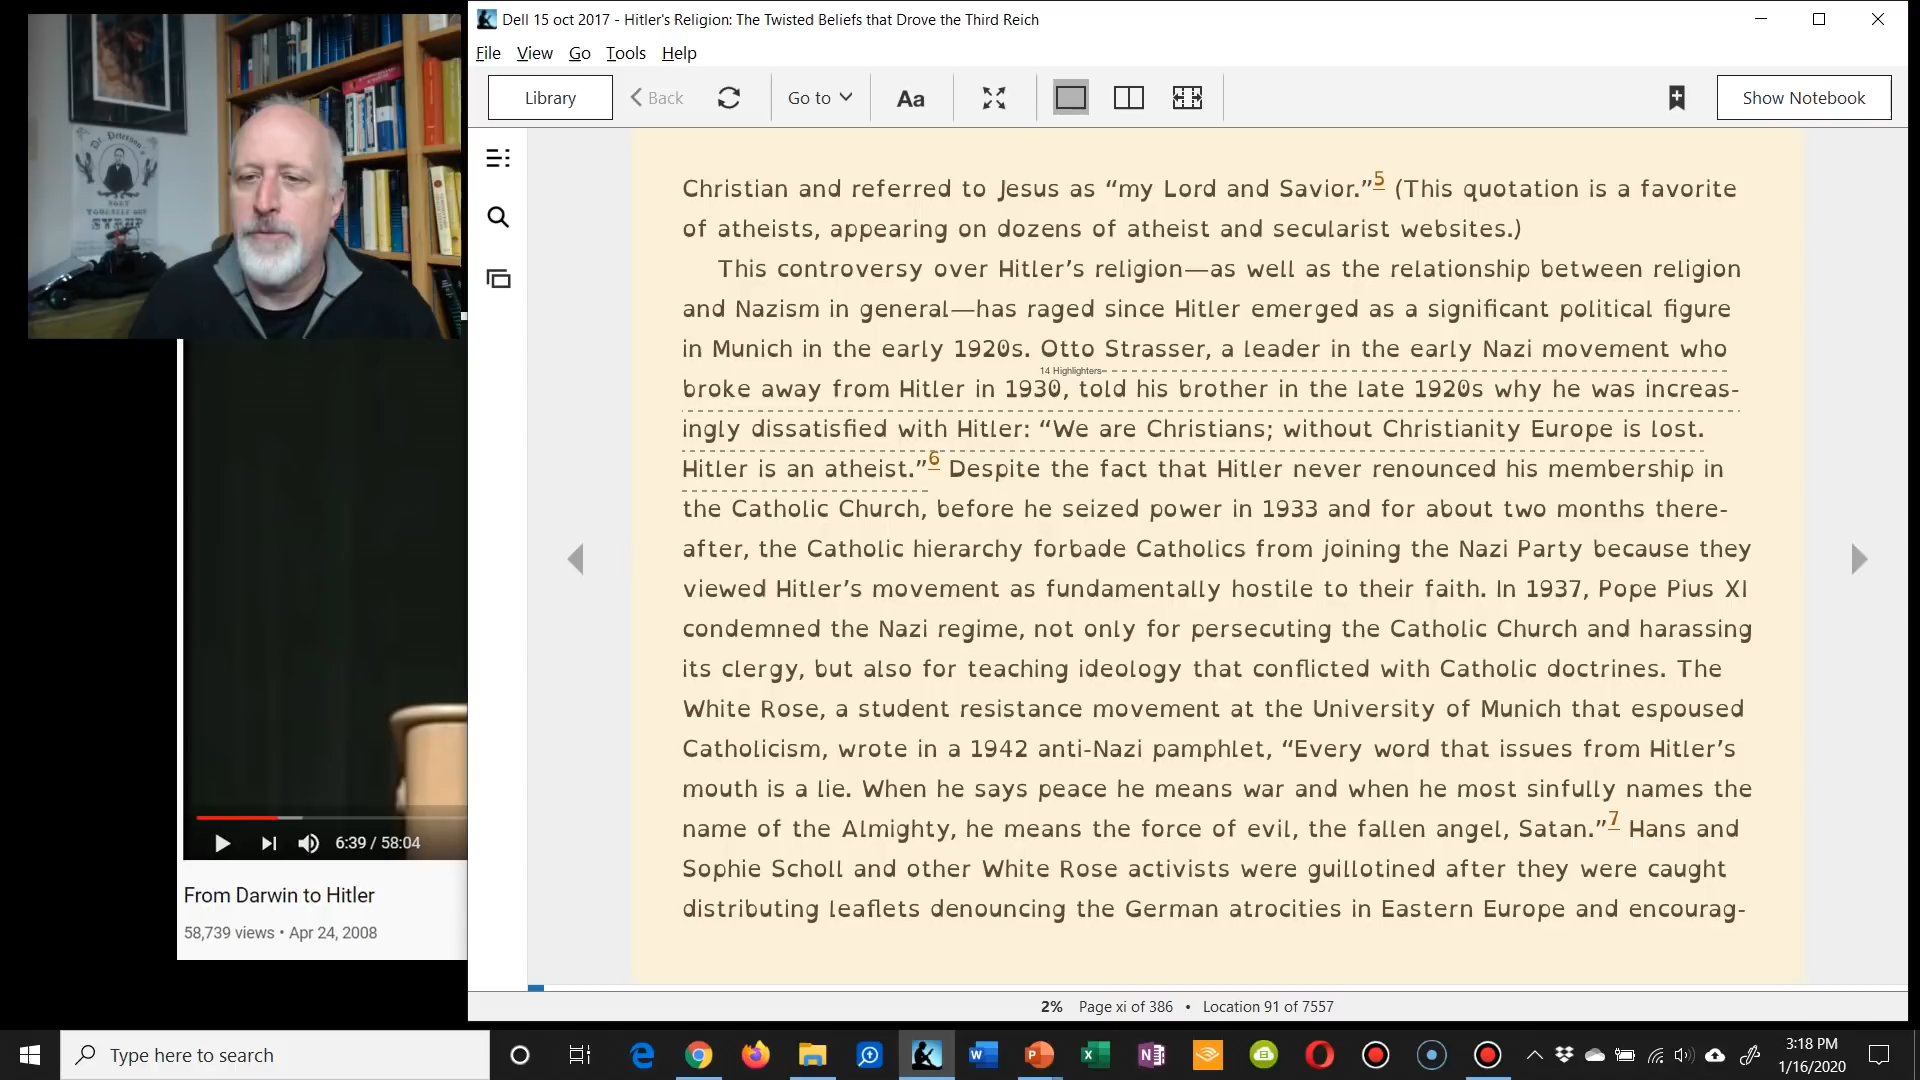 Dell 15 oct 2017 - Hitler's Religion: The Twisted Beliefs that Drove the Third Reich
File View Go Tools Help
Library Back Go to Aa Show Notebook
Christian and referred to Jesus as “my Lord and Savior.”5 (This quotation is a favorite
of atheists, appearing on dozens of atheist and secularist websites.)
This controversy over Hitler’s religion—as well as the relationship between religion
and Nazism in general—has raged since Hitler emerged as a significant political figure
in Munich in the early 1920s. Otto Strasser, a leader in the early Nazi movement who
14 Highlighters
broke away from Hitler in 1930, told his brother in the late 1920s why he was increas-
ingly dissatisfied with Hitler: “We are Christians; without Christianity Europe is lost.
Hitler is an atheist.”6 Despite the fact that Hitler never renounced his membership in
the Catholic Church, before he seized power in 1933 and for about two months there-
after, the Catholic hierarchy forbade Catholics from joining the Nazi Party because they
viewed Hitler’s movement as fundamentally hostile to their faith. In 1937, Pope Pius XI
condemned the Nazi regime, not only for persecuting the Catholic Church and harassing
its clergy, but also for teaching ideology that conflicted with Catholic doctrines. The
White Rose, a student resistance movement at the University of Munich that espoused
Catholicism, wrote in a 1942 anti-Nazi pamphlet, “Every word that issues from Hitler’s
mouth is a lie. When he says peace he means war and when he most sinfully names the
name of the Almighty, he means the force of evil, the fallen angel, Satan.”7 Hans and
Sophie Scholl and other White Rose activists were guillotined after they were caught
distributing leaflets denouncing the German atrocities in Eastern Europe and encourag-
2% Page xi of 386 • Location 91 of 7557
Dr. Peterson's
SYRUP
6:39 / 58:04
From Darwin to Hitler
58,739 views • Apr 24, 2008
Type here to search
3:18 PM
1/16/2020